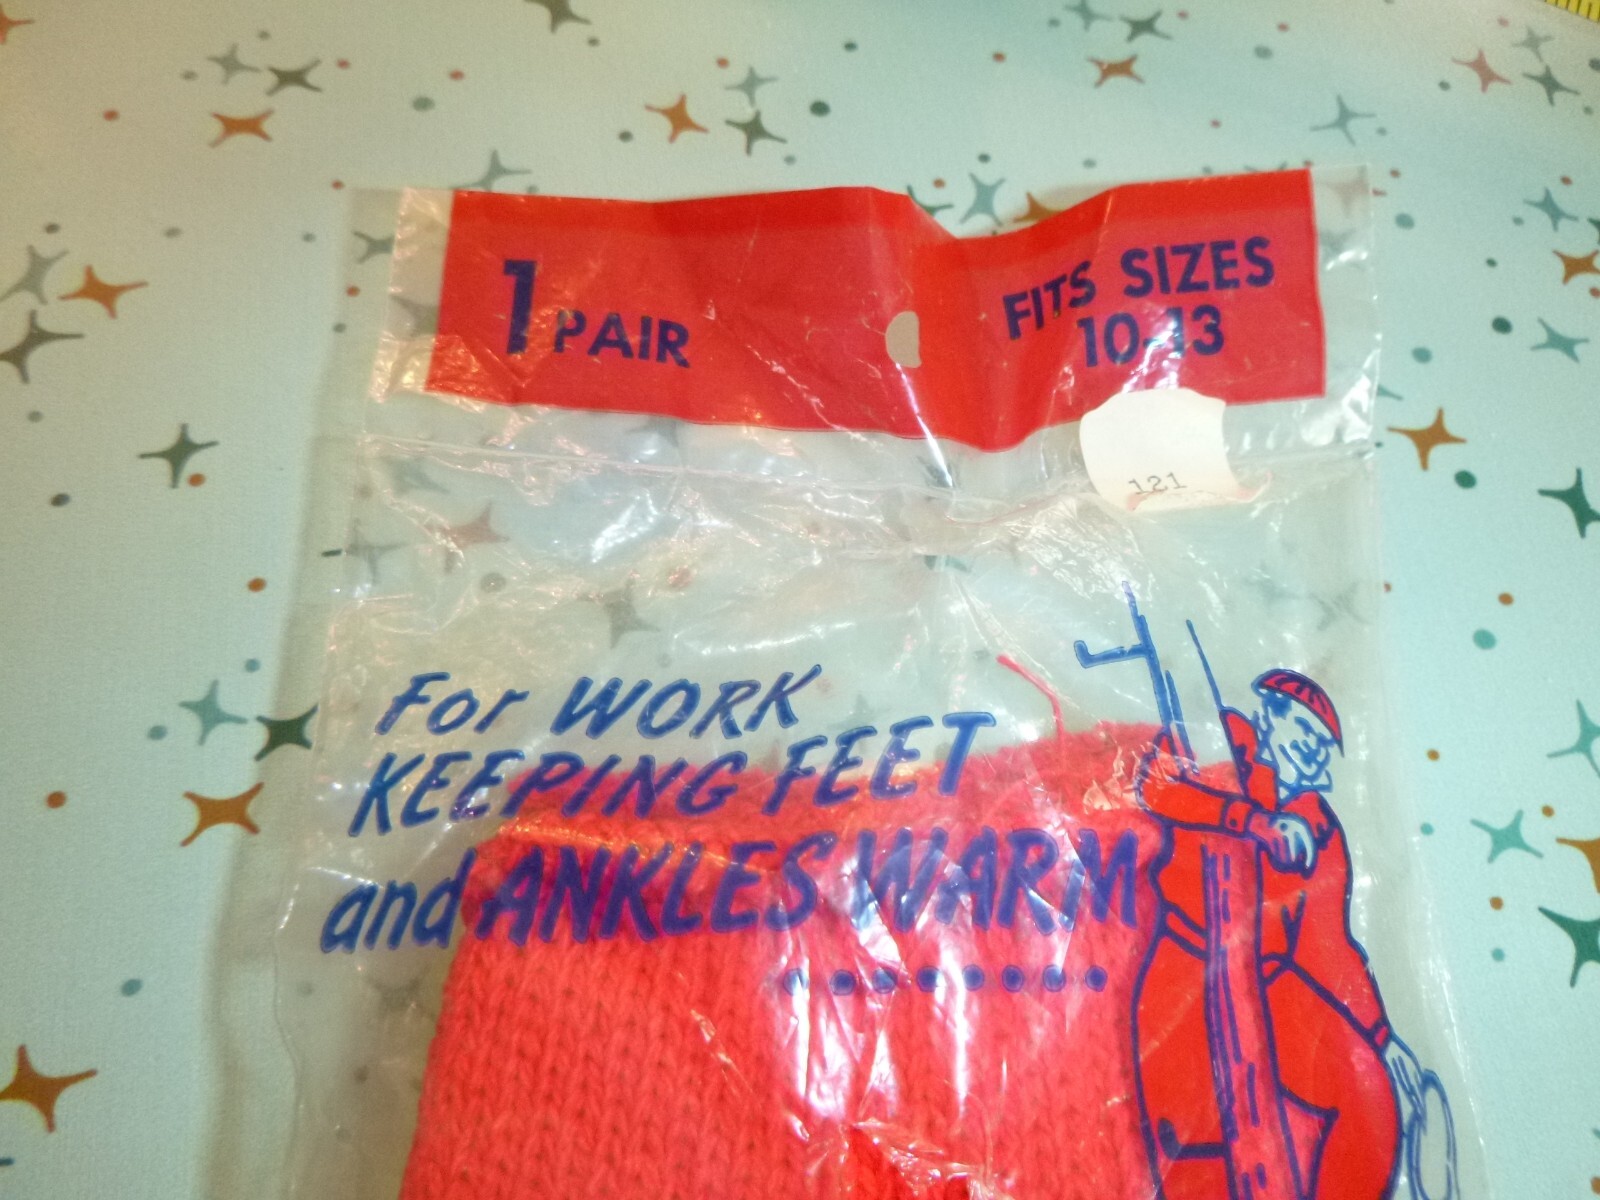 1 PAIR
FITS SIZES
10-13
121
For WORK
KEEPING FEET
and ANKLES WARM
........